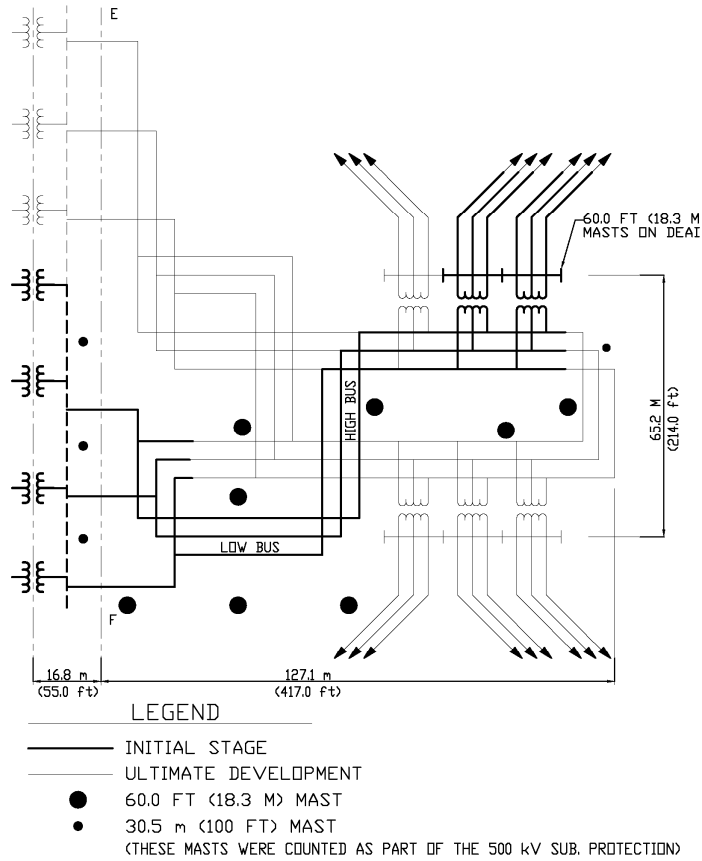 E
60.0 FT (18.3 M
MASTS ON DEAI
HIGH BUS
65.2 M
(214.0 ft)
LOW BUS
F
16.8 m
(55.0 ft)
127.1 m
(417.0 ft)
LEGEND
INITIAL STAGE
ULTIMATE DEVELOPMENT
60.0 FT (18.3 M) MAST
30.5 m (100 FT) MAST
(THESE MASTS WERE COUNTED AS PART OF THE 500 kV SUB. PROTECTION)